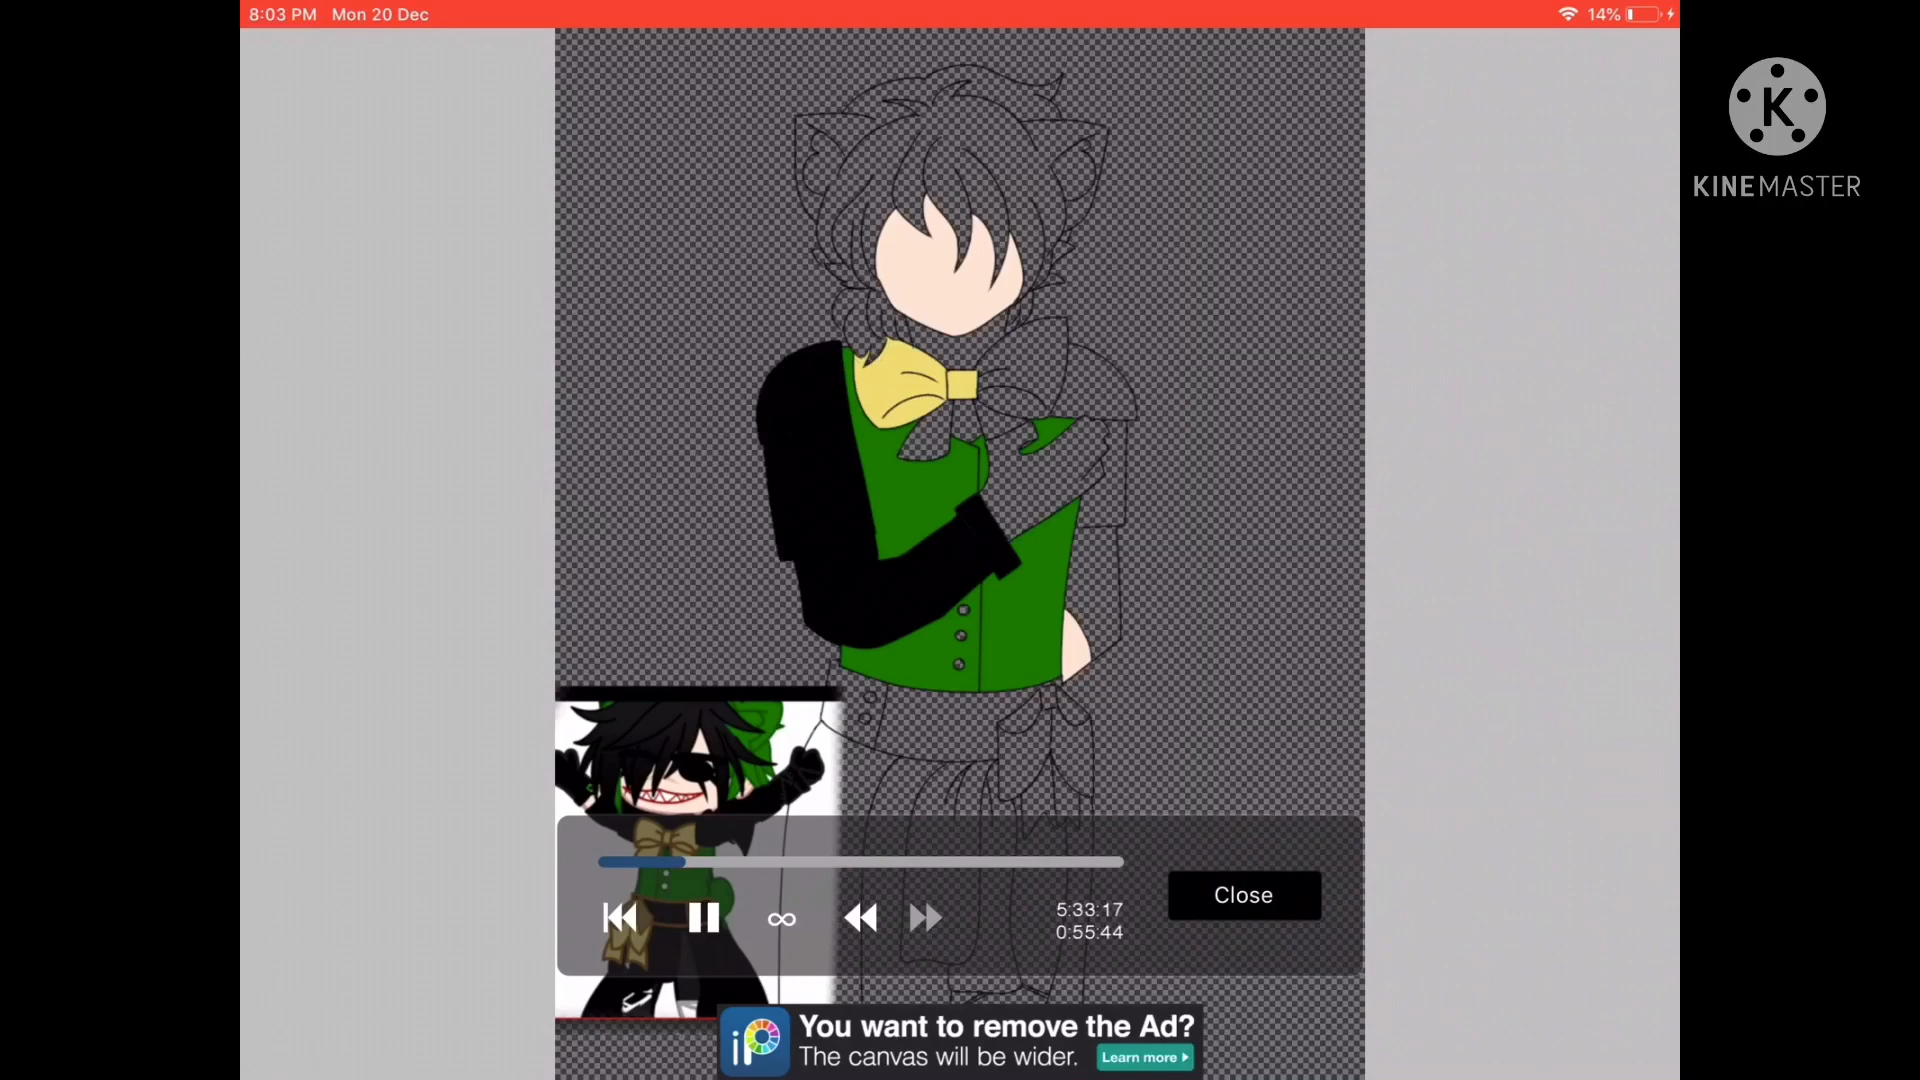 8:03 PM Mon 20 Dec
14%
K
KINEMASTER
5:33:17
0:55:44
Close
iP
You want to remove the Ad?
The canvas will be wider.
Learn more